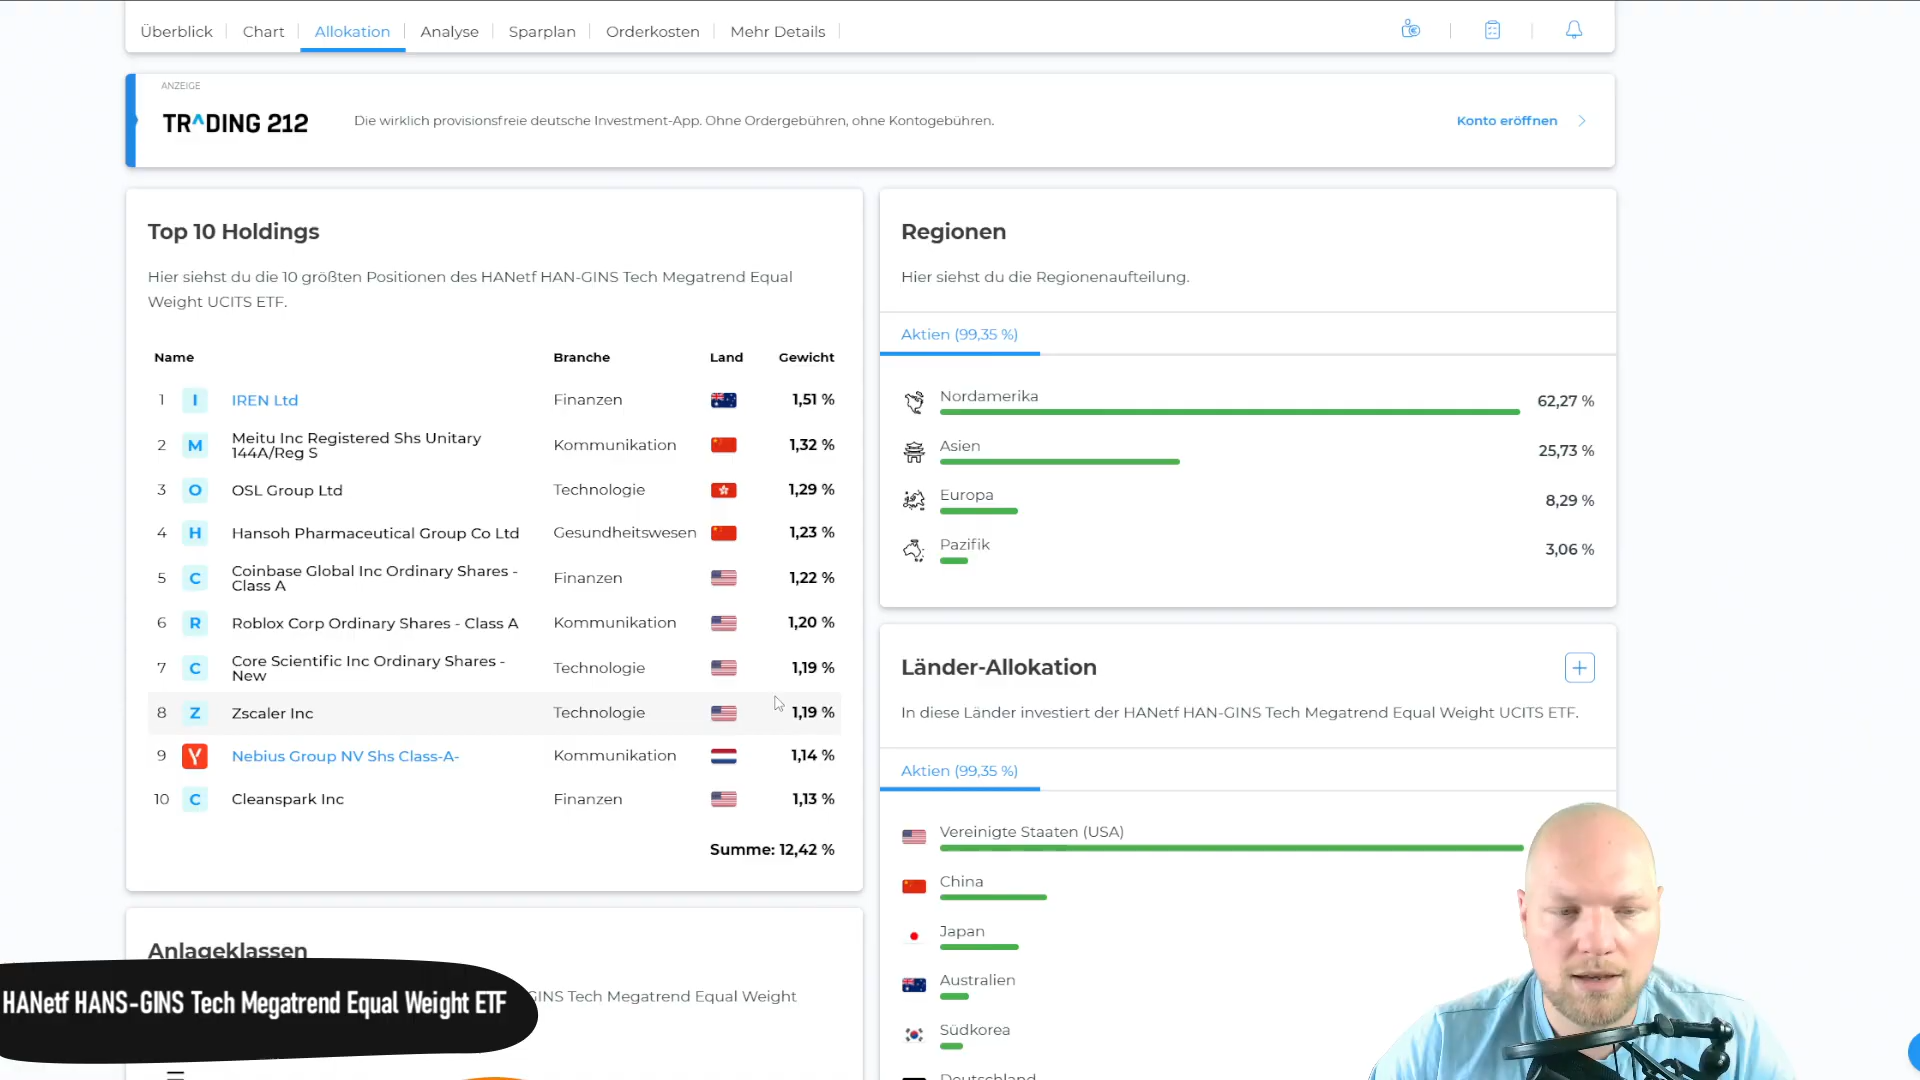 Überblick
Chart
Allokation
Analyse
Sparplan
Orderkosten
Mehr Details
ANZEIGE
TRADING 212
Die wirklich provisionsfreie deutsche Investment-App. Ohne Ordergebühren, ohne Kontogebühren.
Konto eröffnen
Top 10 Holdings
Hier siehst du die 10 größten Positionen des HANetf HAN-GINS Tech Megatrend Equal
Weight UCITS ETF.
Name Branche Land Gewicht
1 I IREN Ltd Finanzen 1,51 %
2 M Meitu Inc Registered Shs Unitary
144A/Reg S Kommunikation 1,32 %
3 O OSL Group Ltd Technologie 1,29 %
4 H Hansoh Pharmaceutical Group Co Ltd Gesundheitswesen 1,23 %
5 C Coinbase Global Inc Ordinary Shares -
Class A Finanzen 1,22 %
6 R Roblox Corp Ordinary Shares - Class A Kommunikation 1,20 %
7 C Core Scientific Inc Ordinary Shares -
New Technologie 1,19 %
8 Z Zscaler Inc Technologie 1,19 %
9 Y Nebius Group NV Shs Class-A- Kommunikation 1,14 %
10 C Cleanspark Inc Finanzen 1,13 %
Summe: 12,42 %
Regionen
Hier siehst du die Regionenaufteilung.
Aktien (99,35 %)
Nordamerika 62,27 %
Asien 25,73 %
Europa 8,29 %
Pazifik 3,06 %
Länder-Allokation
In diese Länder investiert der HANetf HAN-GINS Tech Megatrend Equal Weight UCITS ETF.
Aktien (99,35 %)
Vereinigte Staaten (USA)
China
Japan
Australien
Südkorea
Deutschland
Anlageklassen
GINS Tech Megatrend Equal Weight
HANetf HANS-GINS Tech Megatrend Equal Weight ETF